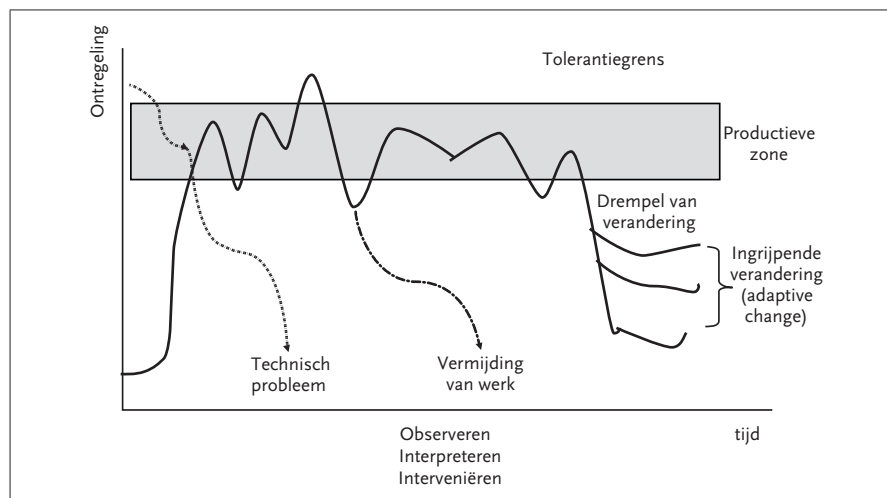 Ontregeling
Tolerantiegrens
Productieve
zone
Drempel van
verandering
Ingrijpende
verandering
(adaptive
change)
Technisch
probleem
Vermijding
van werk
Observeren
Interpreteren
Interveniëren
tijd